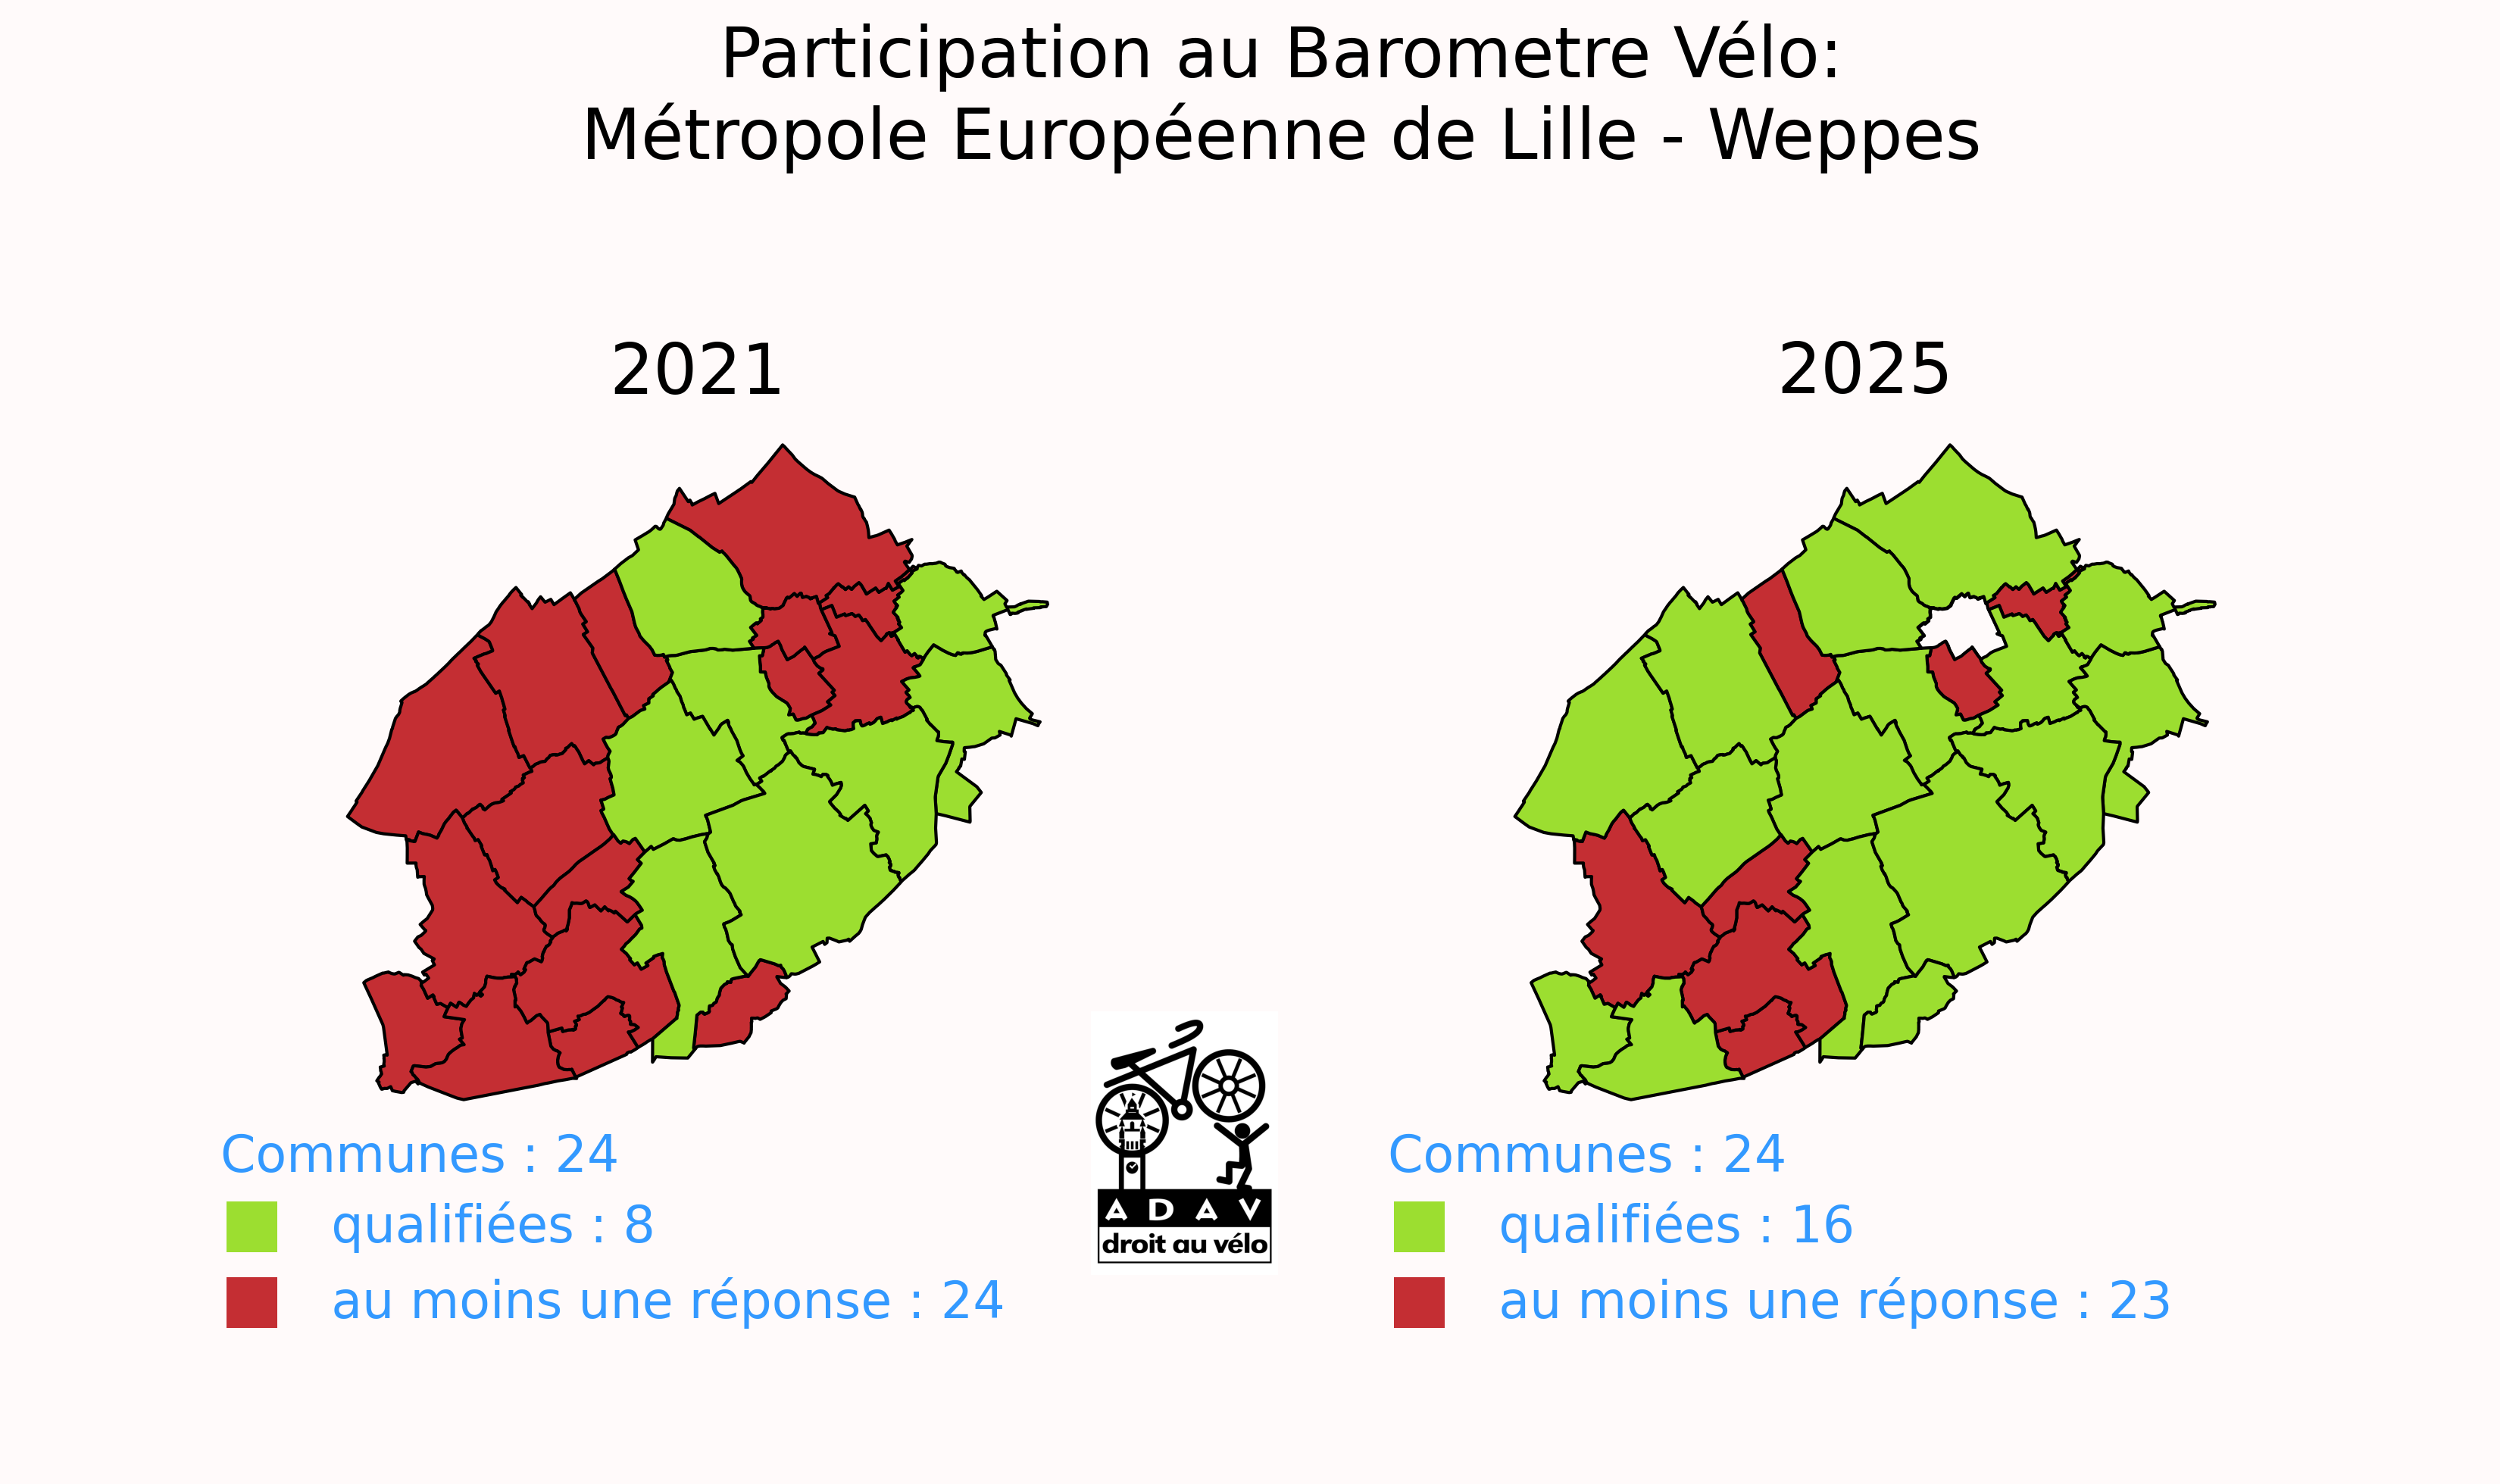 Participation au Barometre Vélo:
Métropole Européenne de Lille - Weppes
2021
2025
Communes : 24
qualifiées : 8
au moins une réponse : 24
ADAV
droit au vélo
Communes : 24
qualifiées : 16
au moins une réponse : 23